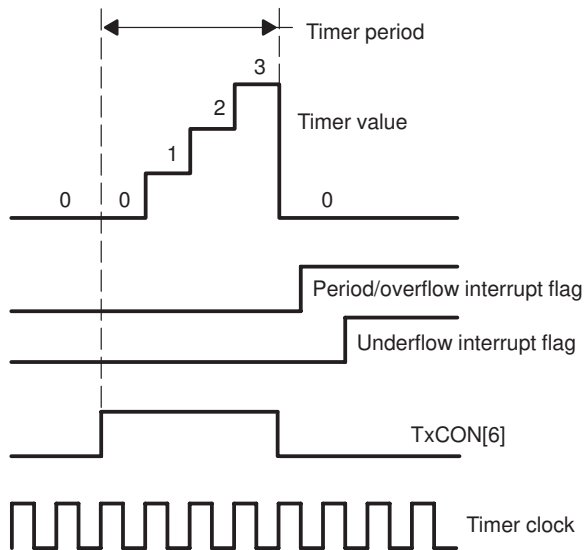 Timer period
3
Timer value
2
1
0 0 0
Period/overflow interrupt flag
Underflow interrupt flag
TxCON[6]
Timer clock